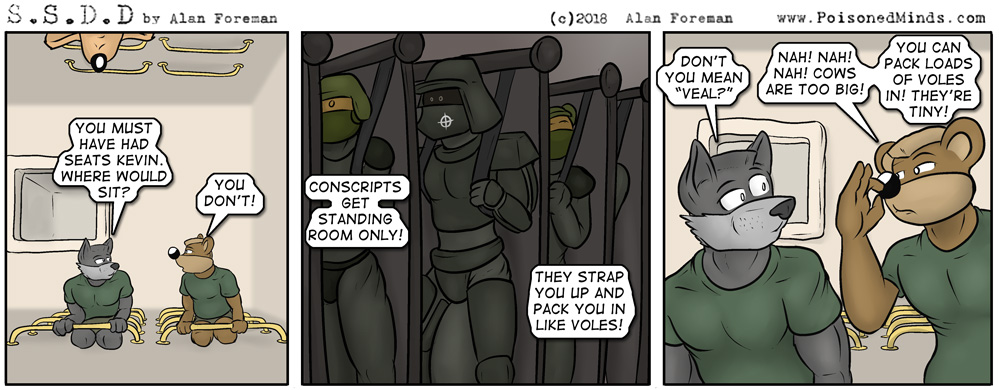 S.S.D.D by Alan Foreman (c)2018 Alan Foreman www.PoisonedMinds.com
YOU MUST
HAVE HAD
SEATS KEVIN.
WHERE WOULD
SIT?
YOU
DON'T!
CONSCRIPTS
GET
STANDING
ROOM ONLY!
THEY STRAP
YOU UP AND
PACK YOU IN
LIKE VOLES!
DON'T
YOU MEAN
"VEAL?"
NAH! NAH!
NAH! COWS
ARE TOO BIG!
YOU CAN
PACK LOADS
OF VOLES
IN! THEY'RE
TINY!